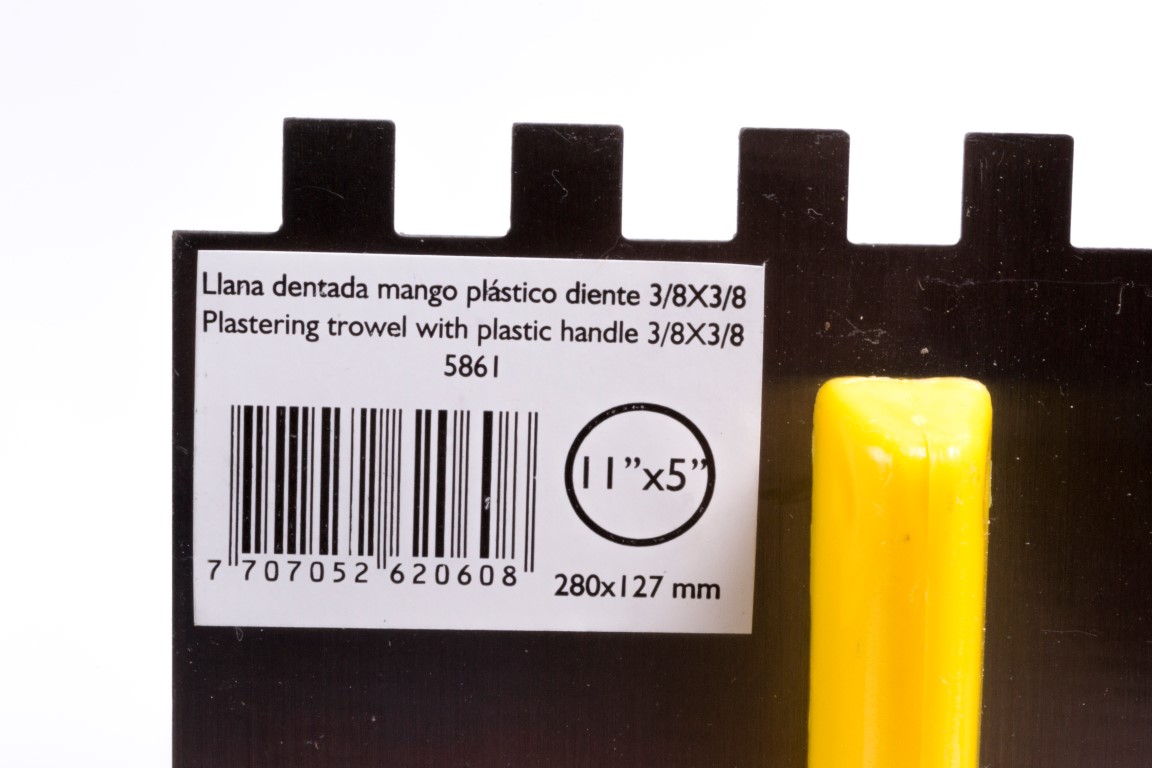 Llana dentada mango plástico diente 3/8X3/8
Plastering trowel with plastic handle 3/8X3/8
5861
11”x5”
7 707052 620608
280x127 mm